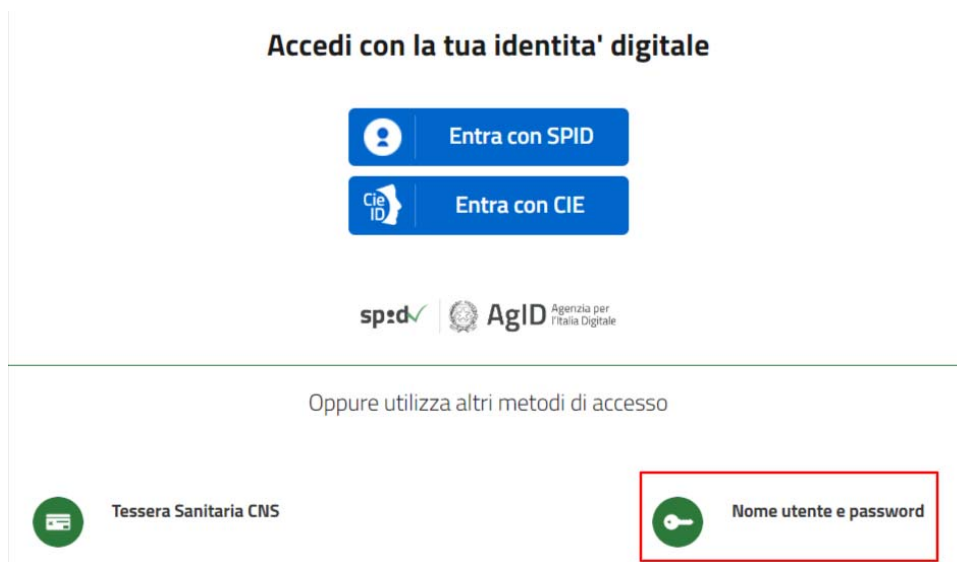 Accedi con la tua identita' digitale
Entra con SPID
Cie
ID
Entra con CIE
spid
AgID
Agenzia per
l'Italia Digitale
Oppure utilizza altri metodi di accesso
Tessera Sanitaria CNS
Nome utente e password